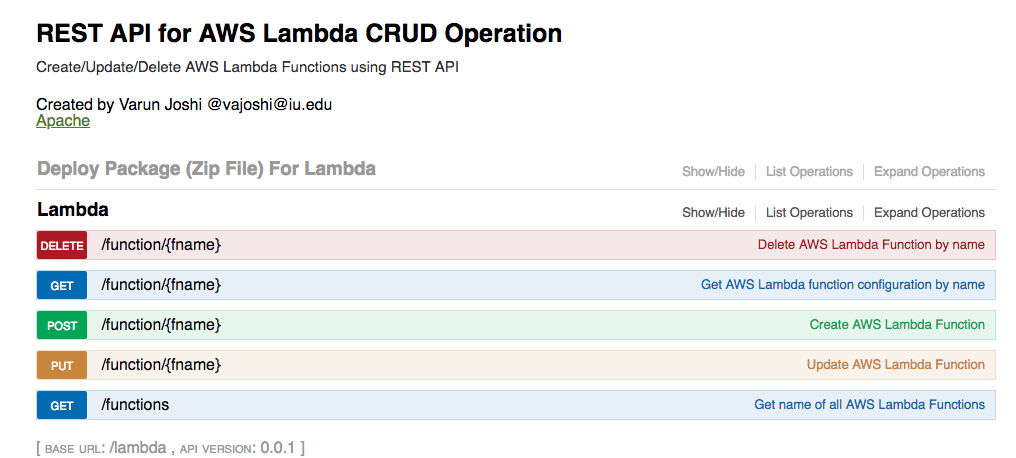 REST API for AWS Lambda CRUD Operation
Create/Update/Delete AWS Lambda Functions using REST API
Created by Varun Joshi @vajoshi@iu.edu
Apache
Deploy Package (Zip File) For Lambda Show/Hide List Operations Expand Operations
Lambda Show/Hide List Operations Expand Operations
DELETE /function/{fname} Delete AWS Lambda Function by name
GET /function/{fname} Get AWS Lambda function configuration by name
POST /function/{fname} Create AWS Lambda Function
PUT /function/{fname} Update AWS Lambda Function
GET /functions Get name of all AWS Lambda Functions
[ BASE URL: /lambda , API VERSION: 0.0.1 ]